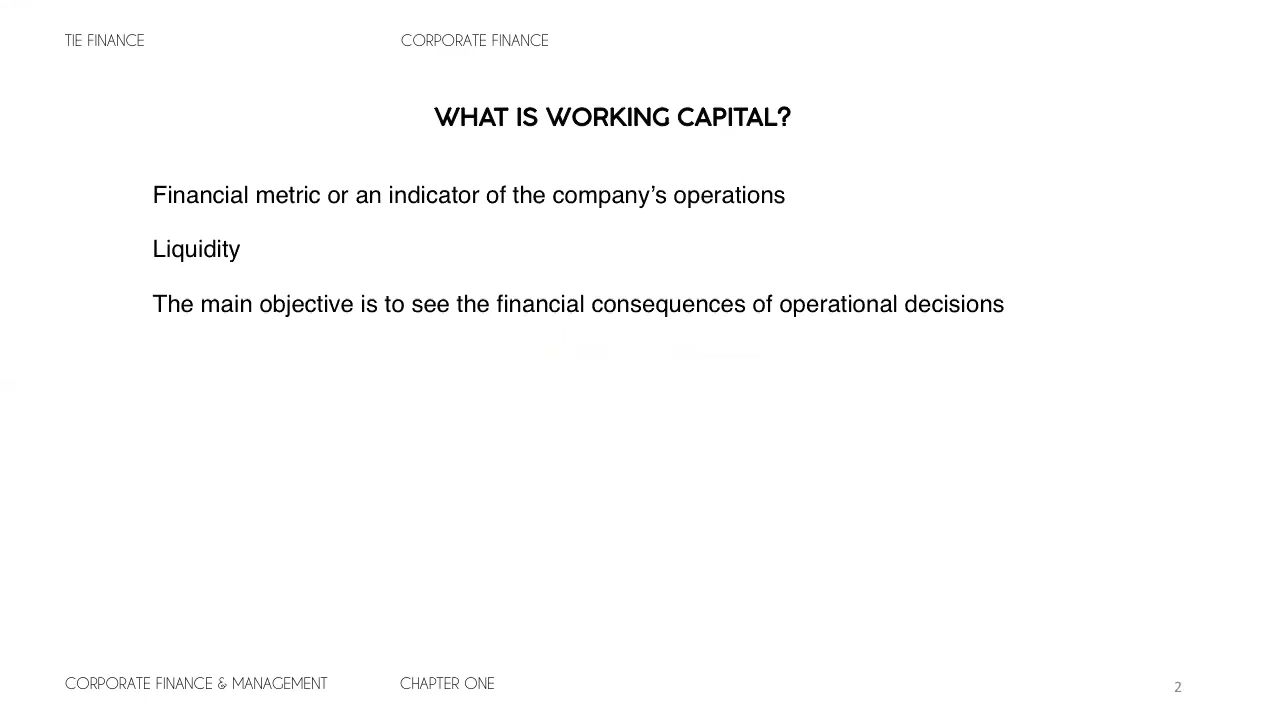 TIE FINANCE
CORPORATE FINANCE
WHAT IS WORKING CAPITAL?
Financial metric or an indicator of the company’s operations
Liquidity
The main objective is to see the financial consequences of operational decisions
CORPORATE FINANCE & MANAGEMENT
CHAPTER ONE
2